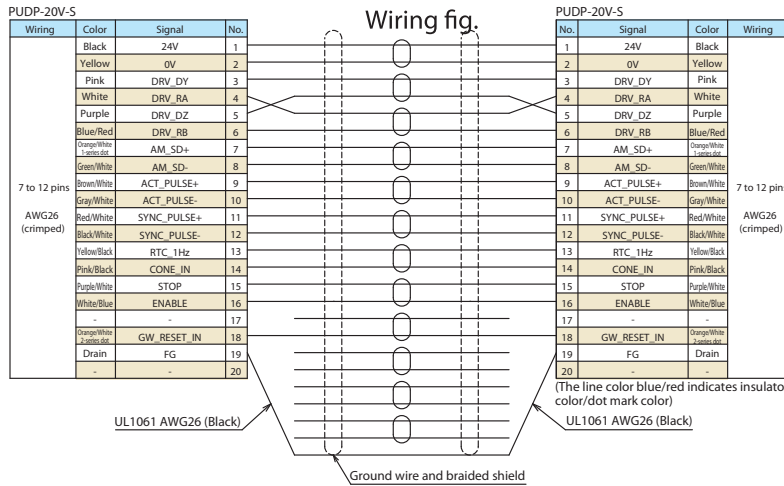 Wiring fig.
PUDP-20V-S
Wiring Color Signal No.
Black 24V 1
Yellow 0V 2
Pink DRV_DY 3
White DRV_RA 4
Purple DRV_DZ 5
Blue/Red DRV_RB 6
Orange/White 1-series dot AM_SD+ 7
Green/White AM_SD- 8
Brown/White ACT_PULSE+ 9
Gray/White ACT_PULSE- 10
Red/White SYNC_PULSE+ 11
Black/White SYNC_PULSE- 12
Yellow/Black RTC_1Hz 13
Pink/Black CONE_IN 14
Purple/White STOP 15
White/Blue ENABLE 16
- - 17
Orange/White 2-series dot GW_RESET_IN 18
Drain FG 19
- - 20
7 to 12 pins
AWG26
(crimped)
PUDP-20V-S
No. Signal Color Wiring
1 24V Black
2 0V Yellow
3 DRV_DY Pink
4 DRV_RA White
5 DRV_DZ Purple
6 DRV_RB Blue/Red
7 AM_SD+ Orange/White 1-series dot
8 AM_SD- Green/White
9 ACT_PULSE+ Brown/White
10 ACT_PULSE- Gray/White
11 SYNC_PULSE+ Red/White
12 SYNC_PULSE- Black/White
13 RTC_1Hz Yellow/Black
14 CONE_IN Pink/Black
15 STOP Purple/White
16 ENABLE White/Blue
17 - -
18 GW_RESET_IN Orange/White 2-series dot
19 FG Drain
20 - -
7 to 12 pins
AWG26
(crimped)
(The line color blue/red indicates insulato
color/dot mark color)
UL1061 AWG26 (Black)
UL1061 AWG26 (Black)
Ground wire and braided shield